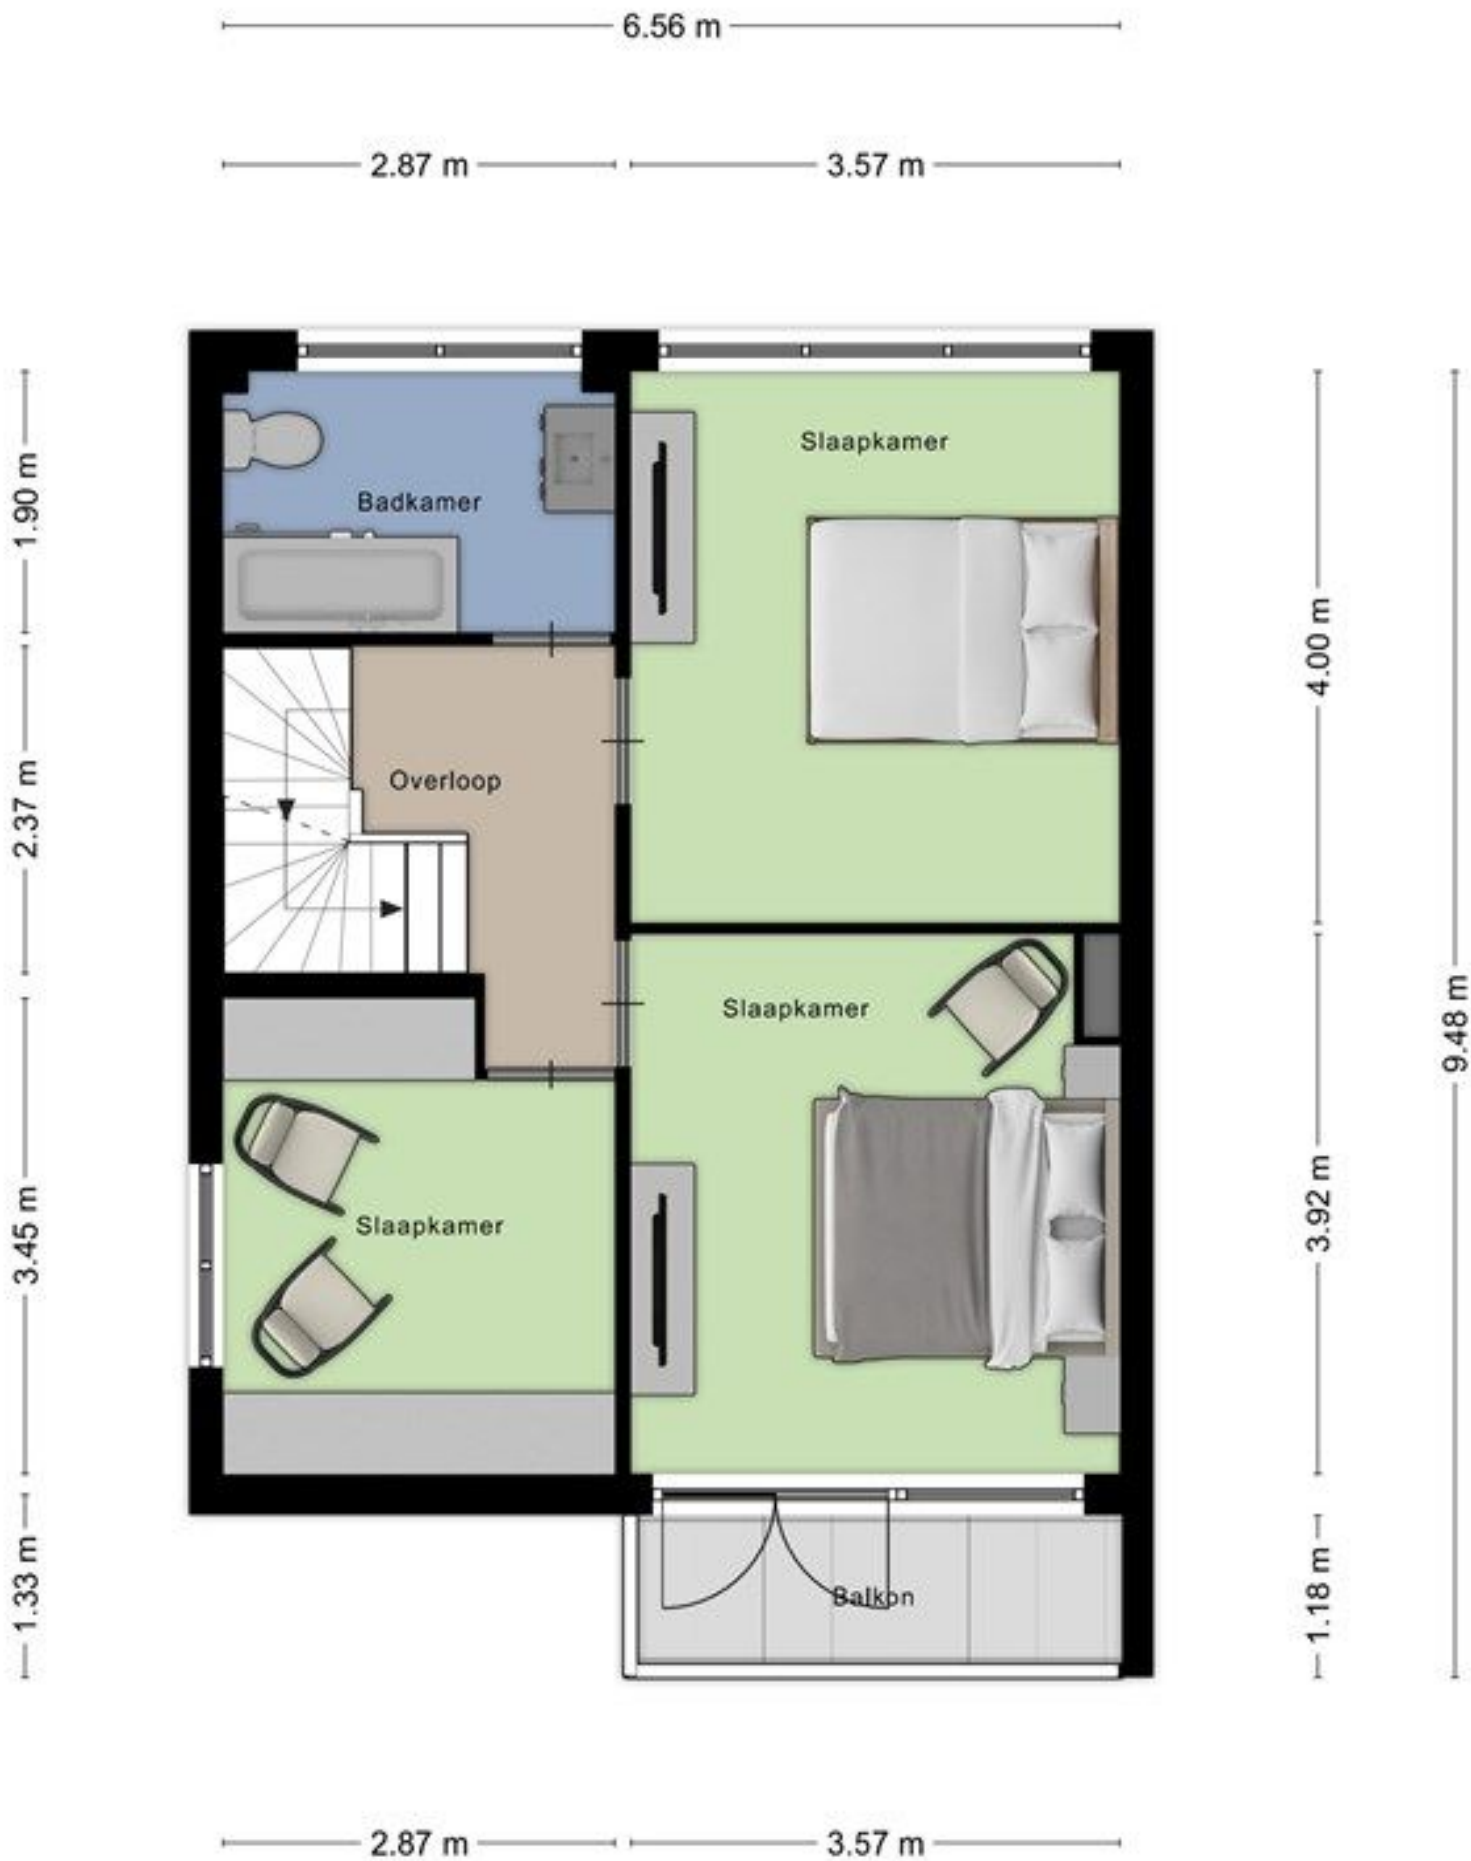 6.56 m
2.87 m
3.57 m
Slaapkamer
Badkamer
1.90 m
4.00 m
Overloop
2.37 m
Slaapkamer
9.48 m
3.92 m
Slaapkamer
3.45 m
1.33 m
Balkon
1.18 m
2.87 m
3.57 m